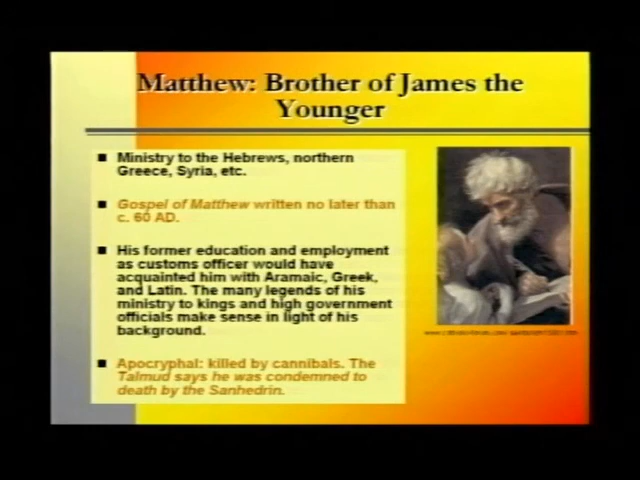 Matthew: Brother of James the
Younger
■ Ministry to the Hebrews, northern
Greece, Syria, etc.
■ Gospel of Matthew written no later than
c. 60 AD.
■ His former education and employment
as customs officer would have
acquainted him with Aramaic, Greek,
and Latin. The many legends of his
ministry to kings and high government
officials make sense in light of his
background.
■ Apocryphal: killed by cannibals. The
Talmud says he was condemned to
death by the Sanhedrin.